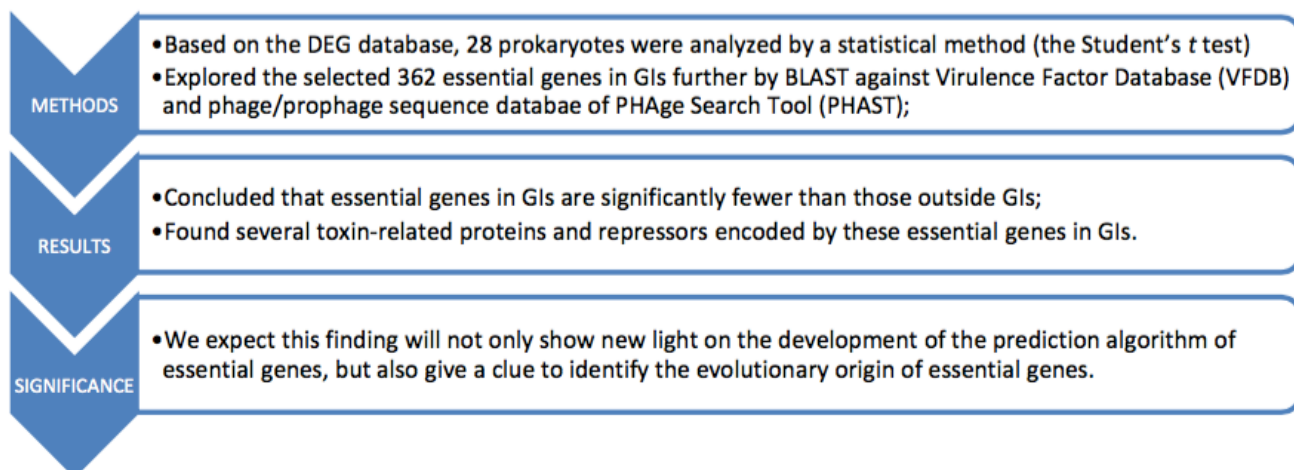 METHODS
•Based on the DEG database, 28 prokaryotes were analyzed by a statistical method (the Student's t test)
•Explored the selected 362 essential genes in GIs further by BLAST against Virulence Factor Database (VFDB)
and phage/prophage sequence databae of PHAge Search Tool (PHAST);
RESULTS
•Concluded that essential genes in GIs are significantly fewer than those outside GIs;
•Found several toxin-related proteins and repressors encoded by these essential genes in GIs.
SIGNIFICANCE
•We expect this finding will not only show new light on the development of the prediction algorithm of
essential genes, but also give a clue to identify the evolutionary origin of essential genes.